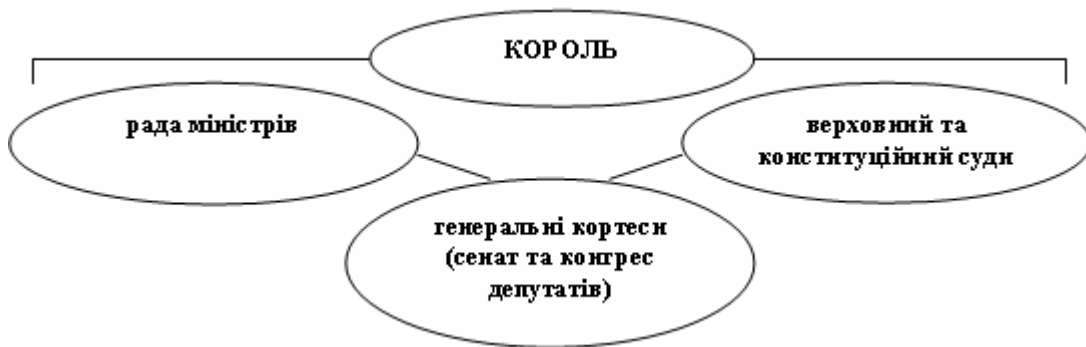 КОРОЛЬ
рада міністрів
верховний та
конституційний суди
генеральні кортеси
(сенат та конгрес
депутатів)